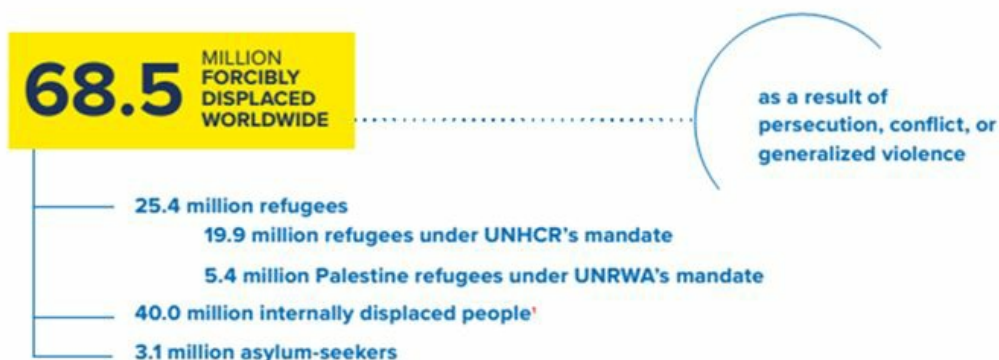 68.5 MILLION
FORCIBLY
DISPLACED
WORLDWIDE
as a result of
persecution, conflict, or
generalized violence
25.4 million refugees
19.9 million refugees under UNHCR's mandate
5.4 million Palestine refugees under UNRWA's mandate
40.0 million internally displaced people¹
3.1 million asylum-seekers